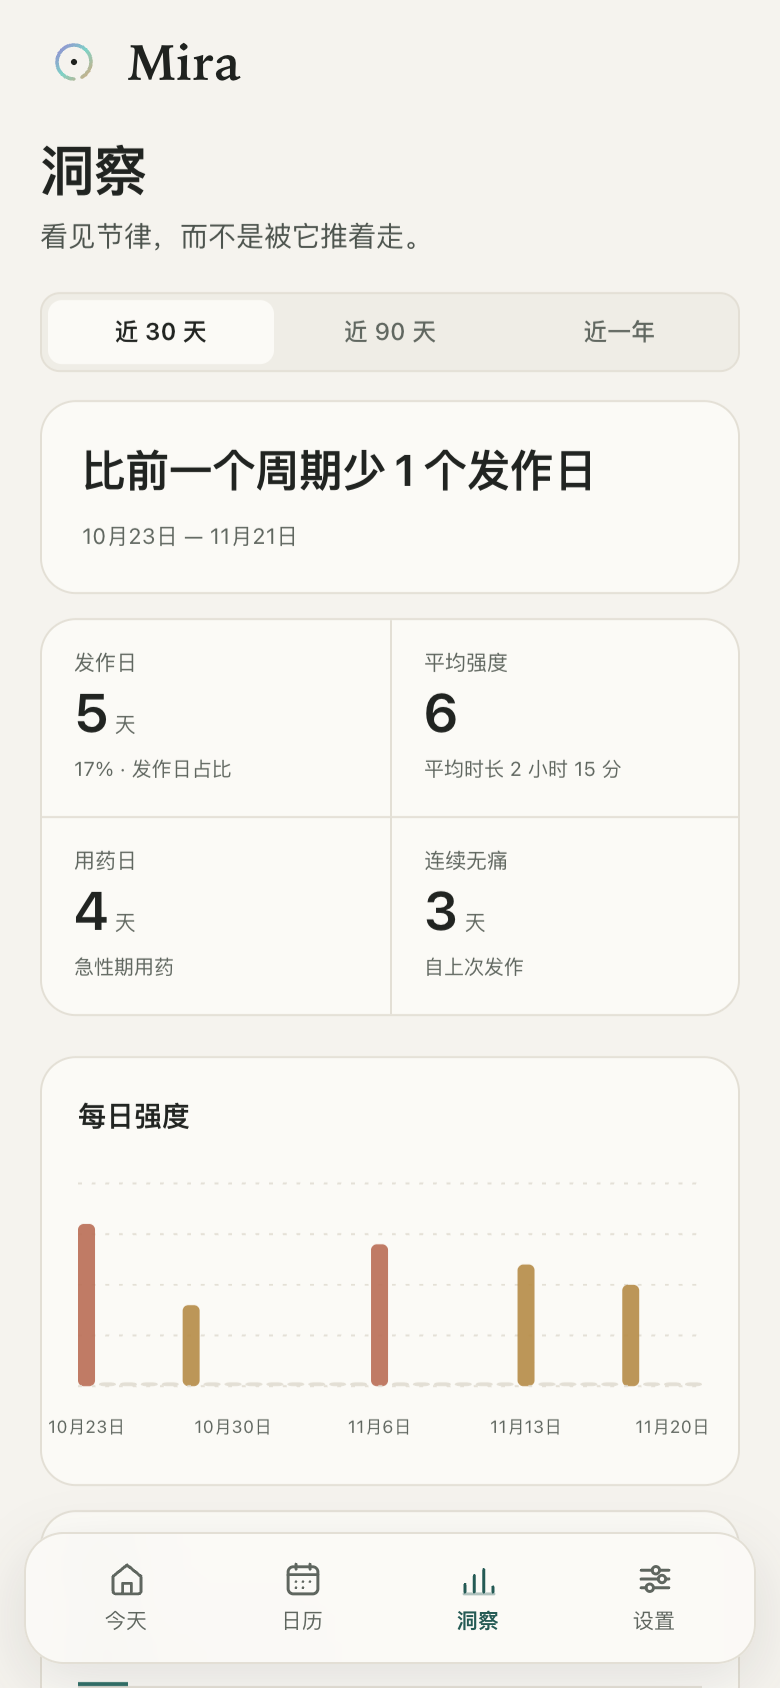 Mira
洞察
看见节律，而不是被它推着走。
近 30 天
近 90 天
近一年
比前一个周期少 1 个发作日
10月23日 — 11月21日
发作日
5 天
17% · 发作日占比
平均强度
6
平均时长 2 小时 15 分
用药日
4 天
急性期用药
连续无痛
3 天
自上次发作
每日强度
10月23日
10月30日
11月6日
11月13日
11月20日
今天
日历
洞察
设置